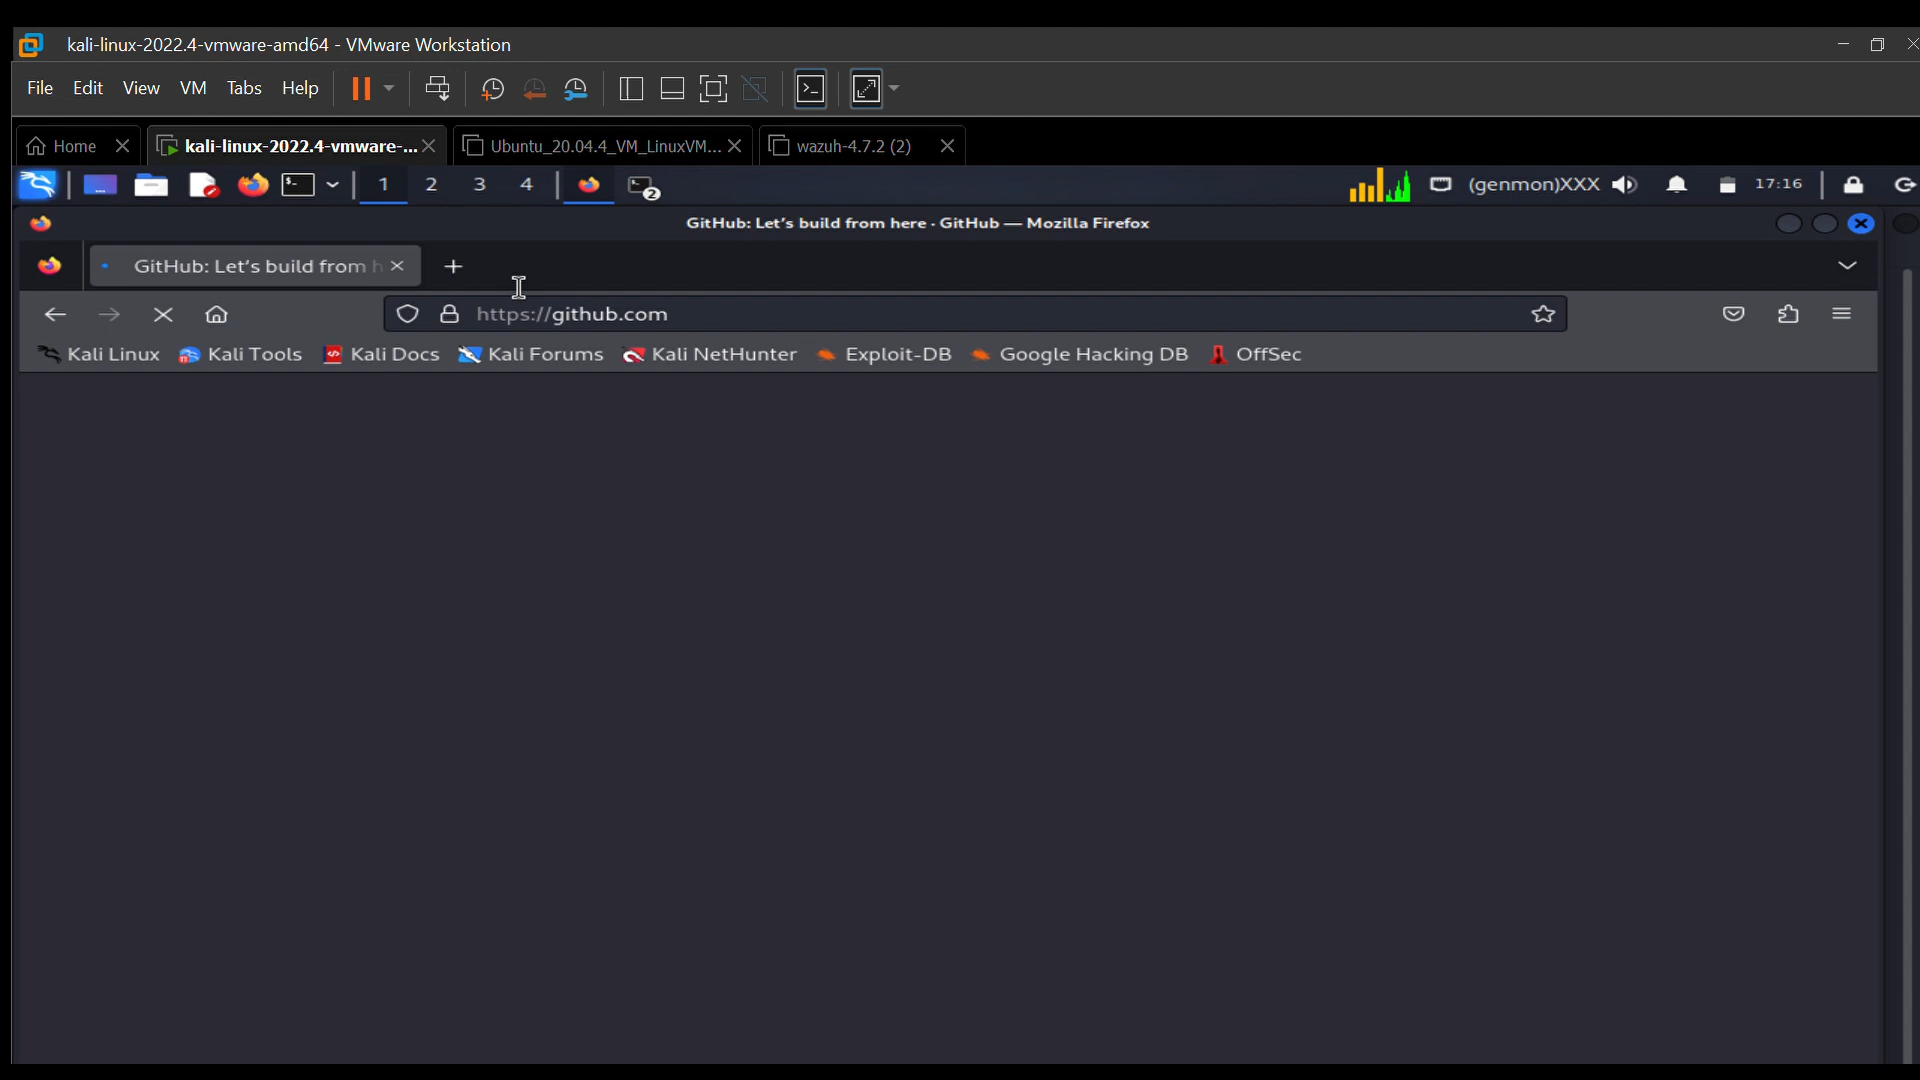 kali-linux-2022.4-vmware-amd64 - VMware Workstation
File Edit View VM Tabs Help
Home kali-linux-2022.4-vmware-... Ubuntu_20.04.4_VM_LinuxVM... wazuh-4.7.2 (2)
1 2 3 4 2 (genmon)XXX 17:16
GitHub: Let's build from here · GitHub — Mozilla Firefox
GitHub: Let's build from h
https://github.com
Kali Linux Kali Tools Kali Docs Kali Forums Kali NetHunter Exploit-DB Google Hacking DB OffSec